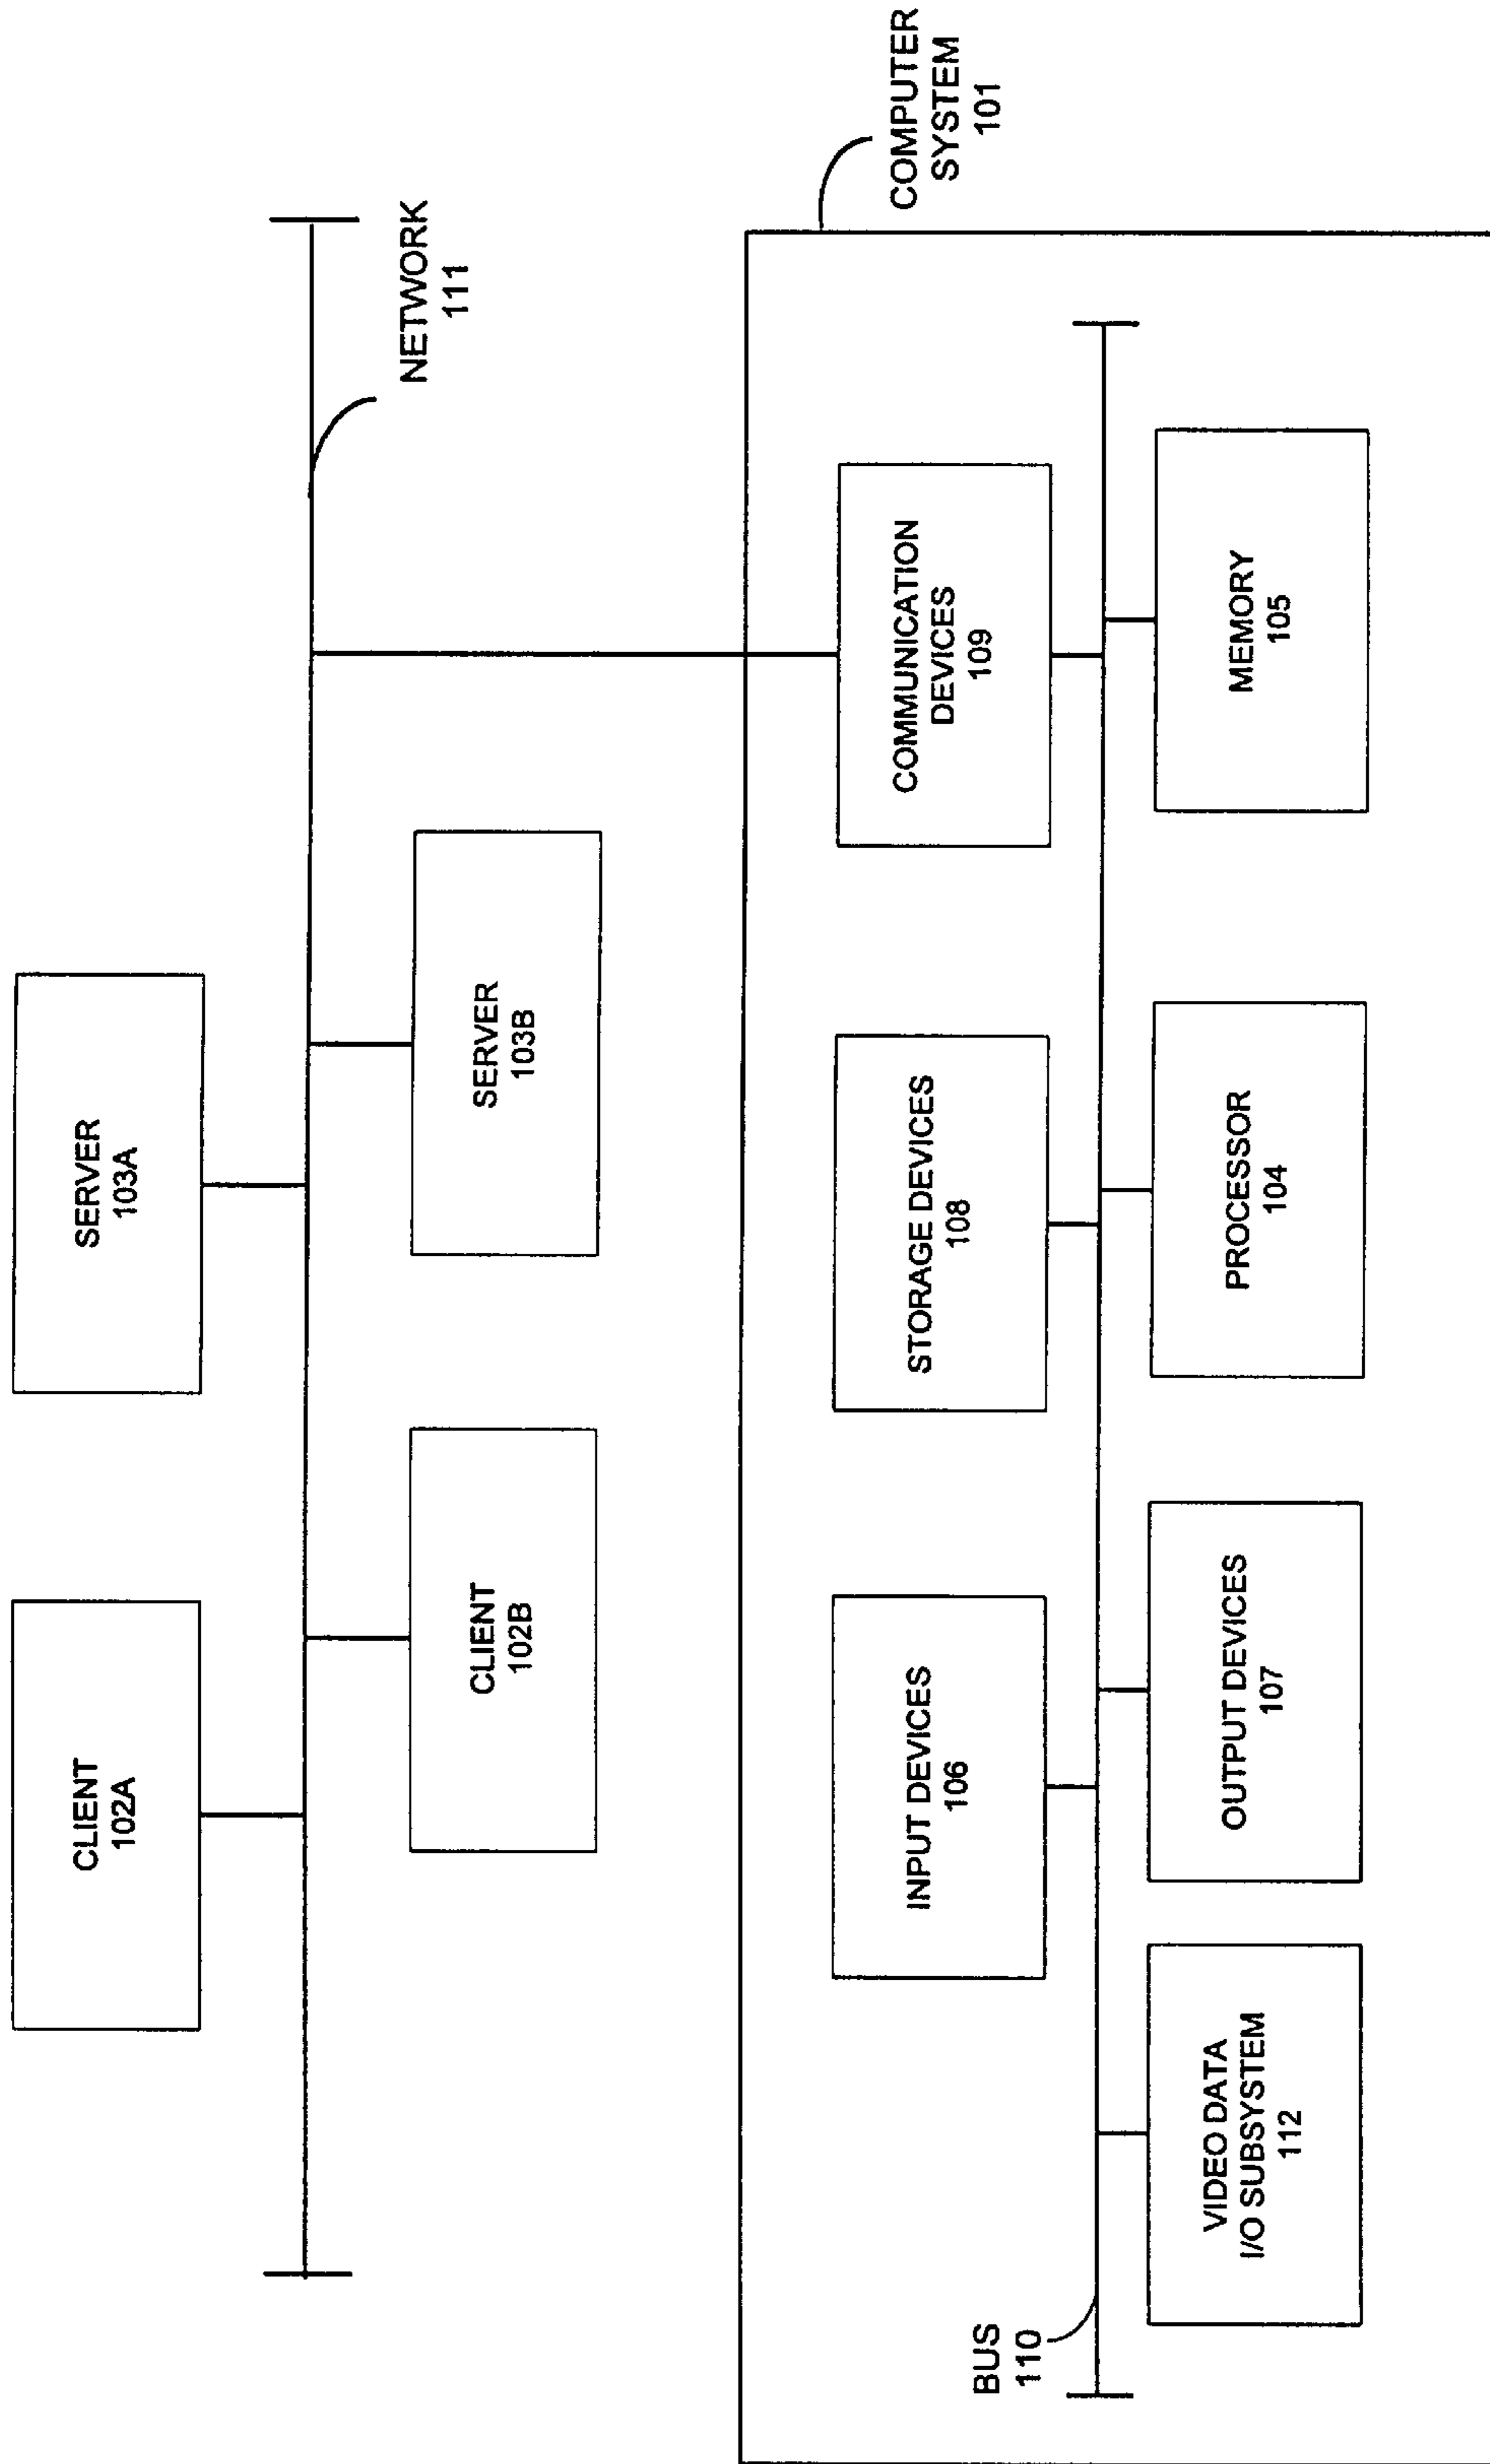 CLIENT
102A
SERVER
103A
NETWORK
111
CLIENT
102B
SERVER
103B
COMPUTER
SYSTEM
101
INPUT DEVICES
106
STORAGE DEVICES
108
COMMUNICATION
DEVICES
109
BUS
110
VIDEO DATA
I/O SUBSYSTEM
112
OUTPUT DEVICES
107
PROCESSOR
104
MEMORY
105